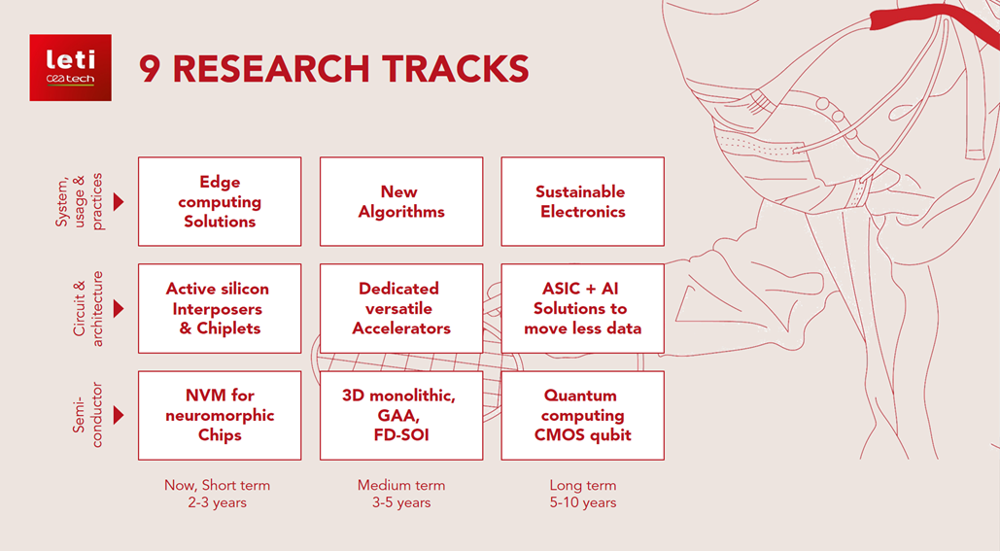 leti
cea tech
9 RESEARCH TRACKS
System,
usage &
practices
Edge
computing
Solutions
New
Algorithms
Sustainable
Electronics
Circuit &
architecture
Active silicon
Interposers
& Chiplets
Dedicated
versatile
Accelerators
ASIC + AI
Solutions to
move less data
Semi-
conductor
NVM for
neuromorphic
Chips
3D monolithic,
GAA,
FD-SOI
Quantum
computing
CMOS qubit
Now, Short term
2-3 years
Medium term
3-5 years
Long term
5-10 years